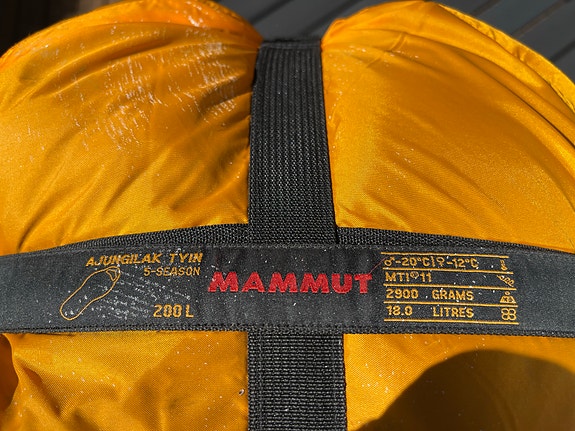 AJUNGILAK TYIN
5-SEASON
200 L
MAMMUT
♂-20°C|♀-12°C
MTI® 11
2900 GRAMS
18.0 LITRES